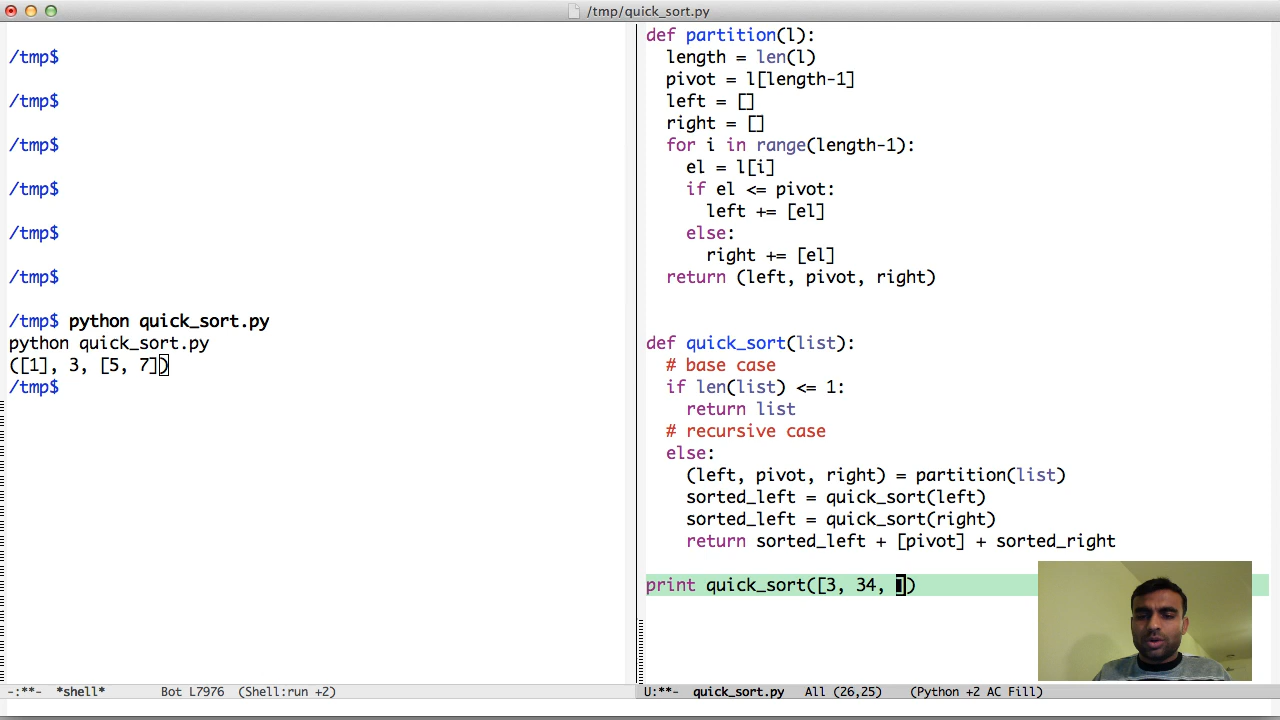 /tmp/quick_sort.py
/tmp$
/tmp$
/tmp$
/tmp$
/tmp$
/tmp$
/tmp$ python quick_sort.py
python quick_sort.py
([1], 3, [5, 7])
/tmp$
-:**-  *shell*      Bot L7976  (Shell:run +2)
def partition(l):
  length = len(l)
  pivot = l[length-1]
  left = []
  right = []
  for i in range(length-1):
    el = l[i]
    if el <= pivot:
      left += [el]
    else:
      right += [el]
  return (left, pivot, right)
def quick_sort(list):
  # base case
  if len(list) <= 1:
    return list
  # recursive case
  else:
    (left, pivot, right) = partition(list)
    sorted_left = quick_sort(left)
    sorted_left = quick_sort(right)
    return sorted_left + [pivot] + sorted_right
print quick_sort([3, 34, ])
U:**-  quick_sort.py   All (26,25)   (Python +2 AC Fill)